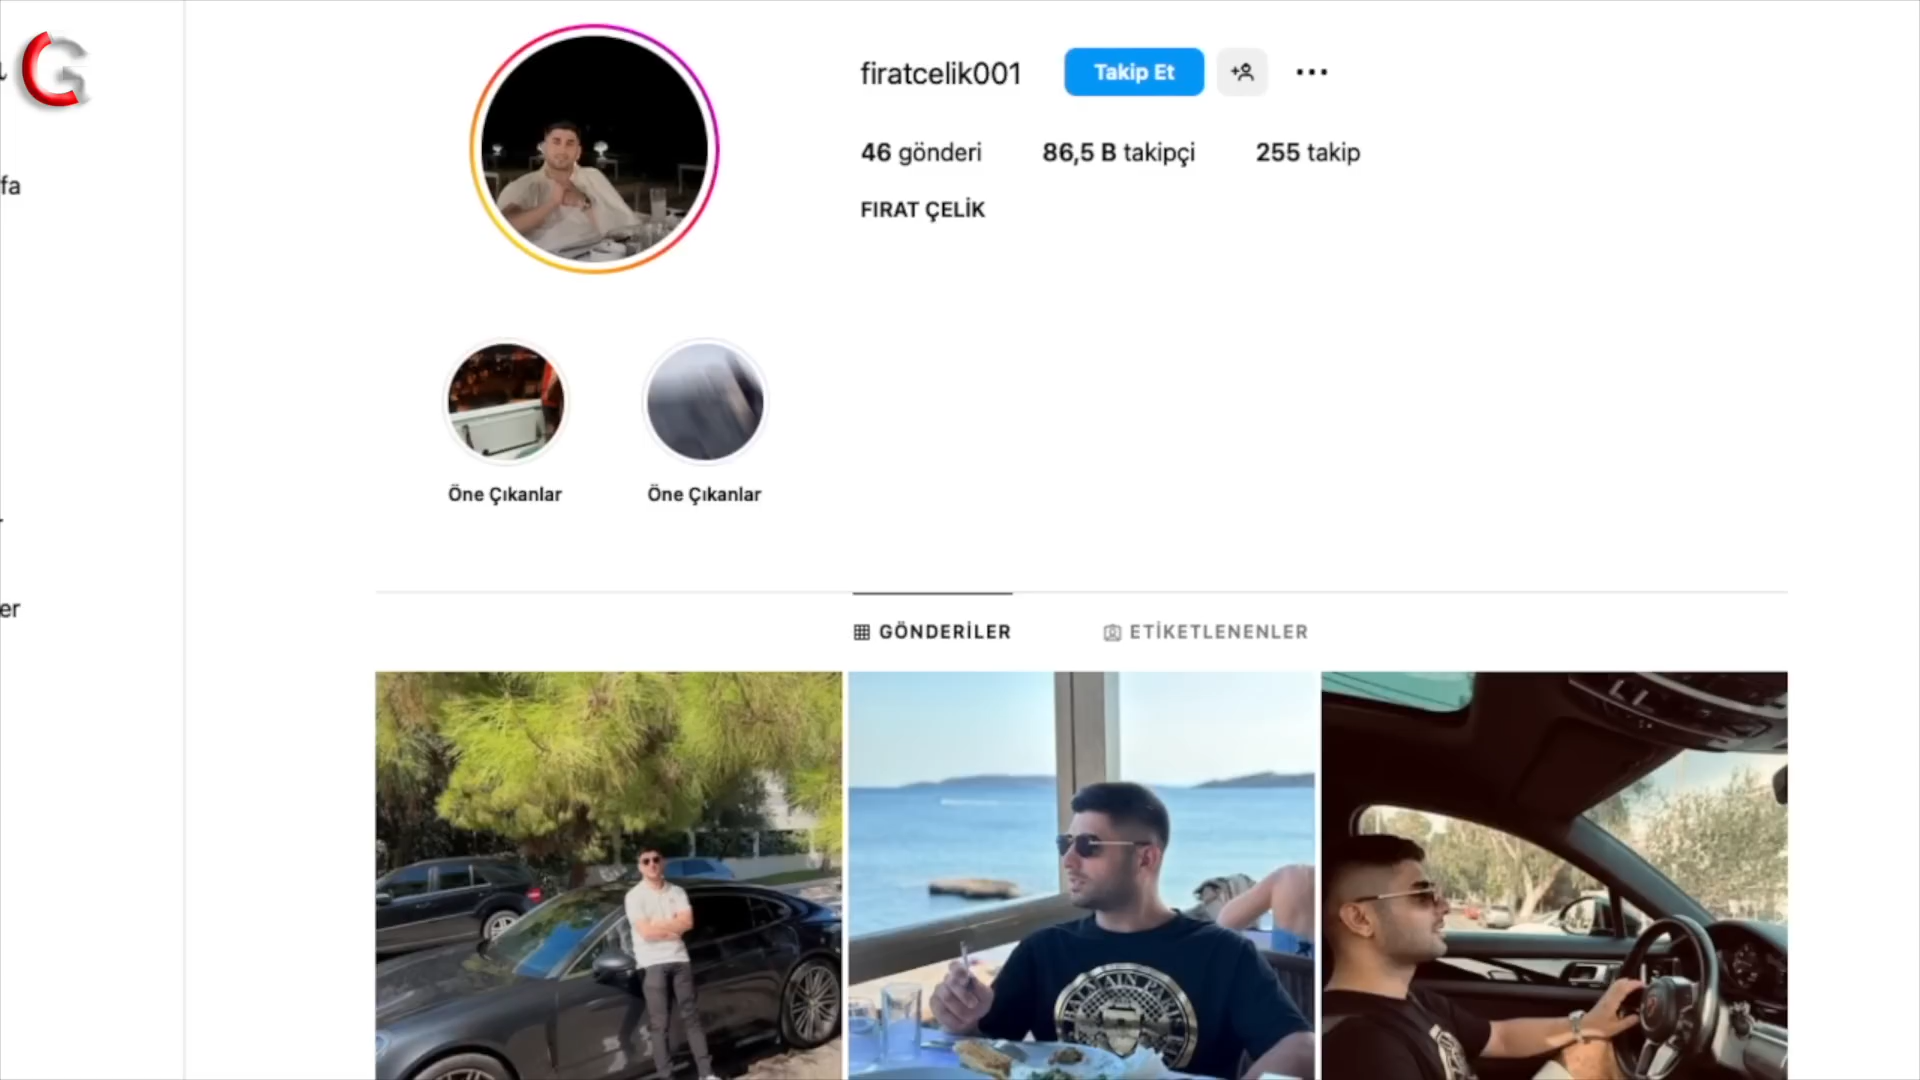 firatcelik001 Takip Et
46 gönderi 86,5 B takipçi 255 takip
FIRAT ÇELİK
fa
Öne Çıkanlar Öne Çıkanlar
er
GÖNDERİLER ETİKETLENENLER